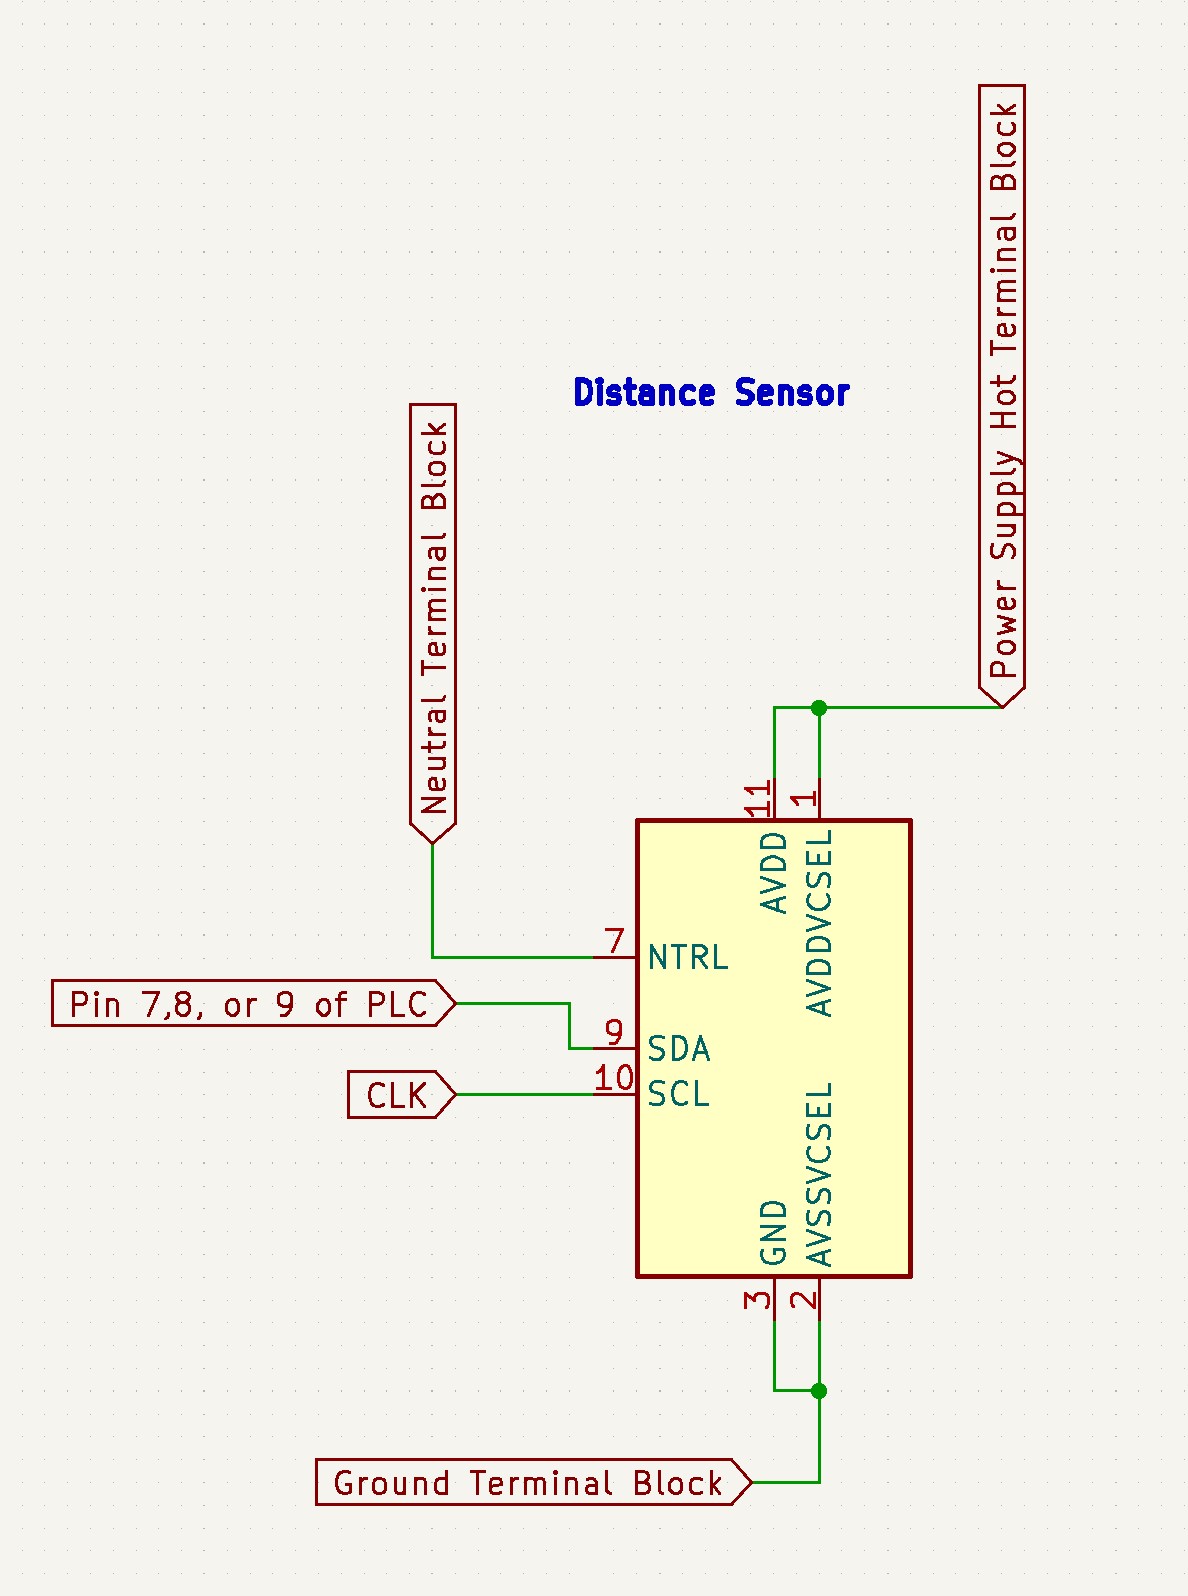 Power Supply Hot Terminal Block
Distance Sensor
Neutral Terminal Block
11
1
AVDD
AVDDVCSEL
7
NTRL
Pin 7,8, or 9 of PLC
9
SDA
10
SCL
CLK
GND
AVSSVCSEL
3
2
Ground Terminal Block